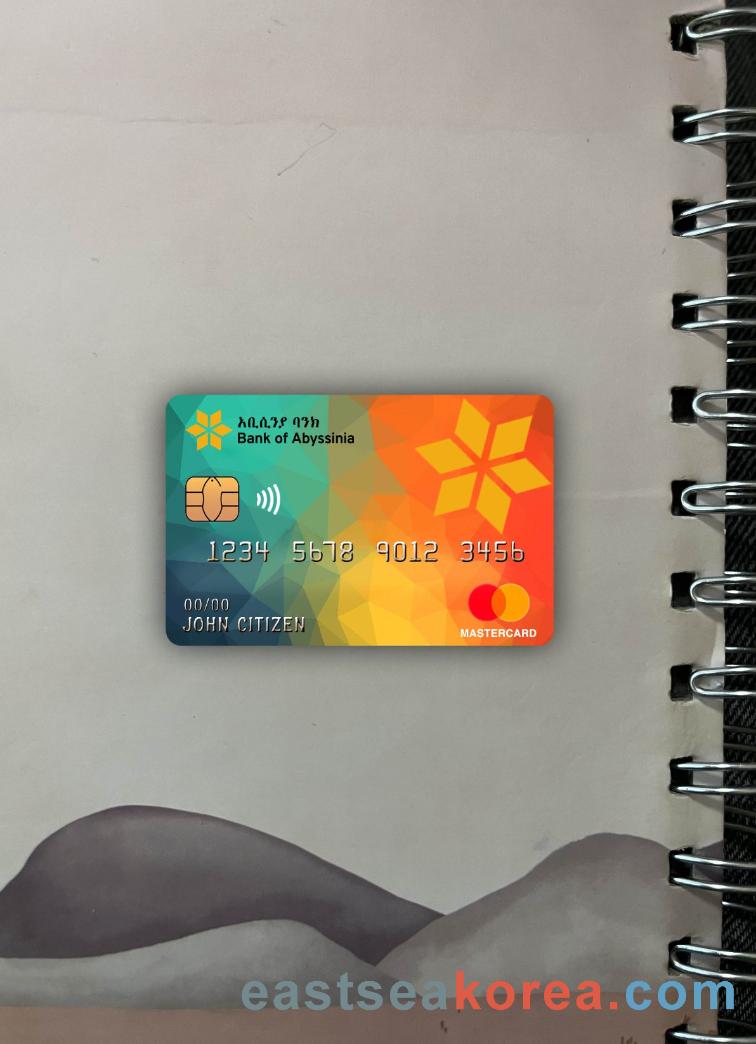 አቢሲንያ ባንክ
Bank of Abyssinia
1234 5678 9012 3456
00/00
JOHN CITIZEN
MASTERCARD
eastseakorea.com